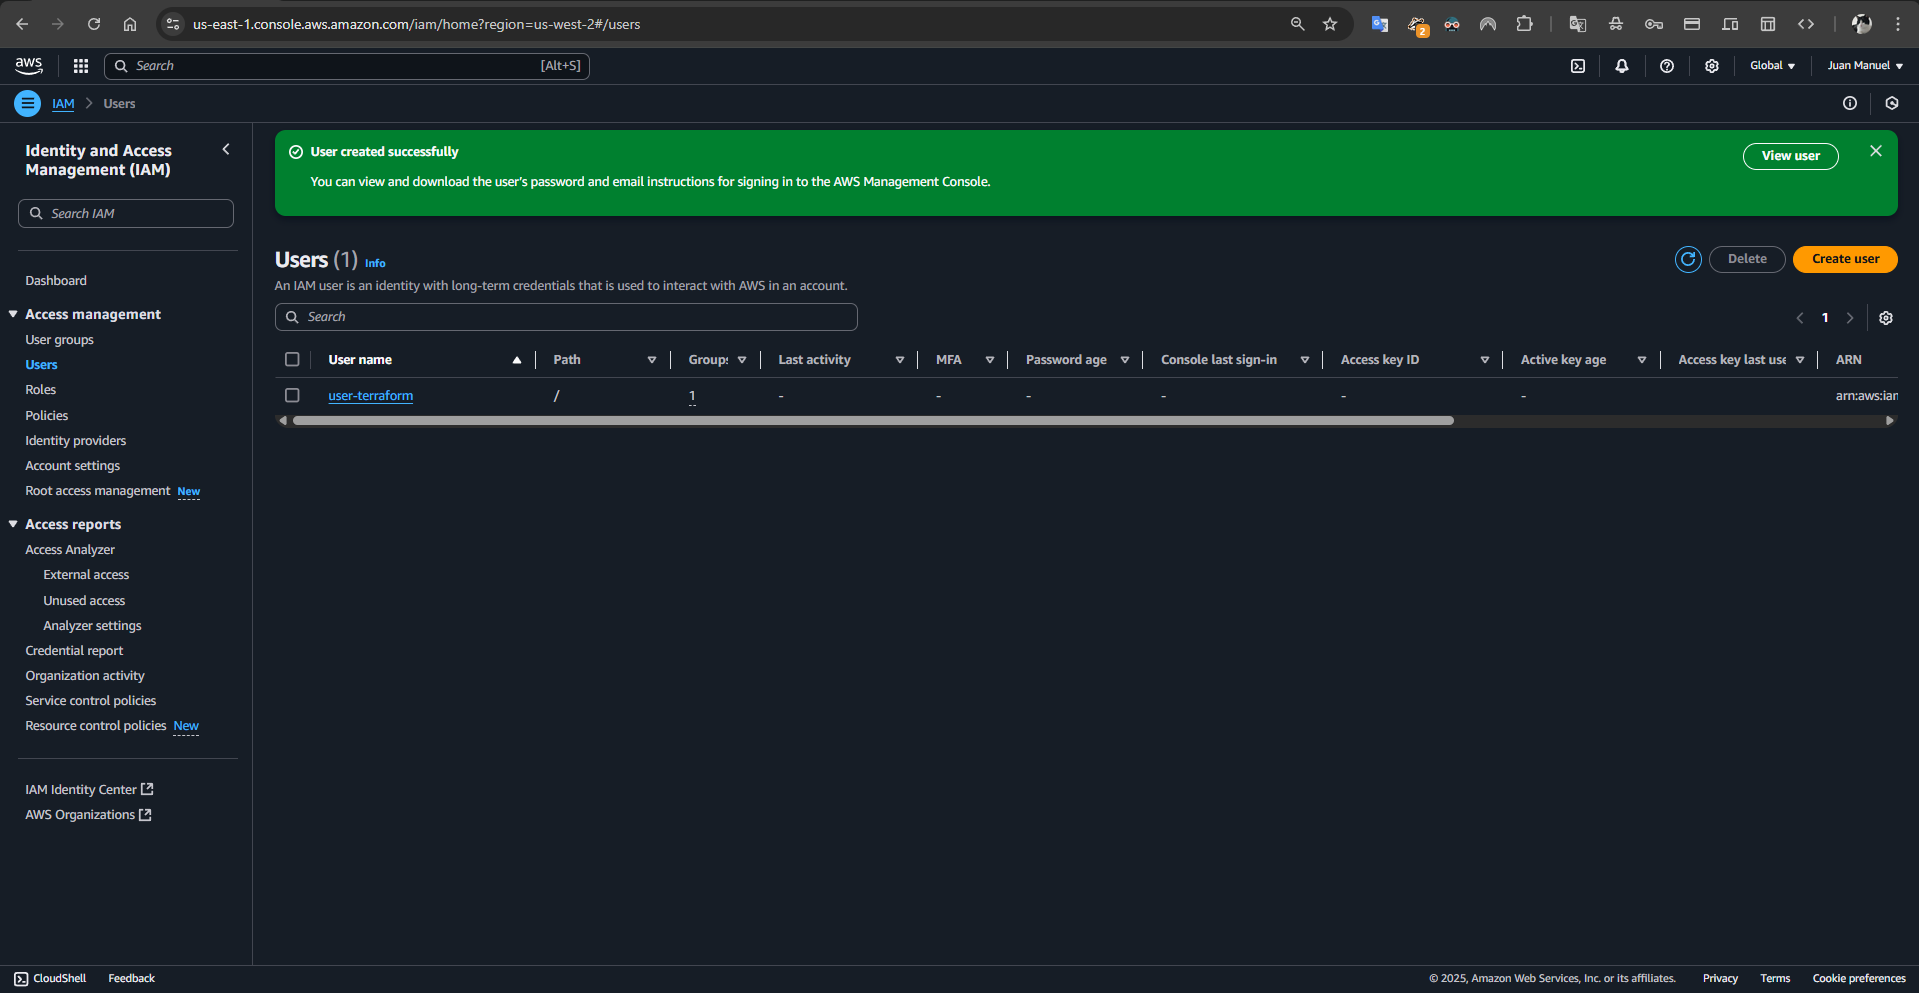 us-east-1.console.aws.amazon.com/iam/home?region=us-west-2#/users
2
aws
Search
[Alt+S]
Global
Juan Manuel
IAM
Users
Identity and Access Management (IAM)
Search IAM
Dashboard
Access management
User groups
Users
Roles
Policies
Identity providers
Account settings
Root access management New
Access reports
Access Analyzer
External access
Unused access
Analyzer settings
Credential report
Organization activity
Service control policies
Resource control policies New
IAM Identity Center
AWS Organizations
User created successfully
View user
You can view and download the user's password and email instructions for signing in to the AWS Management Console.
Users (1) Info
Delete
Create user
An IAM user is an identity with long-term credentials that is used to interact with AWS in an account.
Search
1
User name Path Groups Last activity MFA Password age Console last sign-in Access key ID Active key age Access key last use ARN
user-terraform / 1 - - - - - - arn:aws:iam
CloudShell
Feedback
© 2025, Amazon Web Services, Inc. or its affiliates.
Privacy
Terms
Cookie preferences